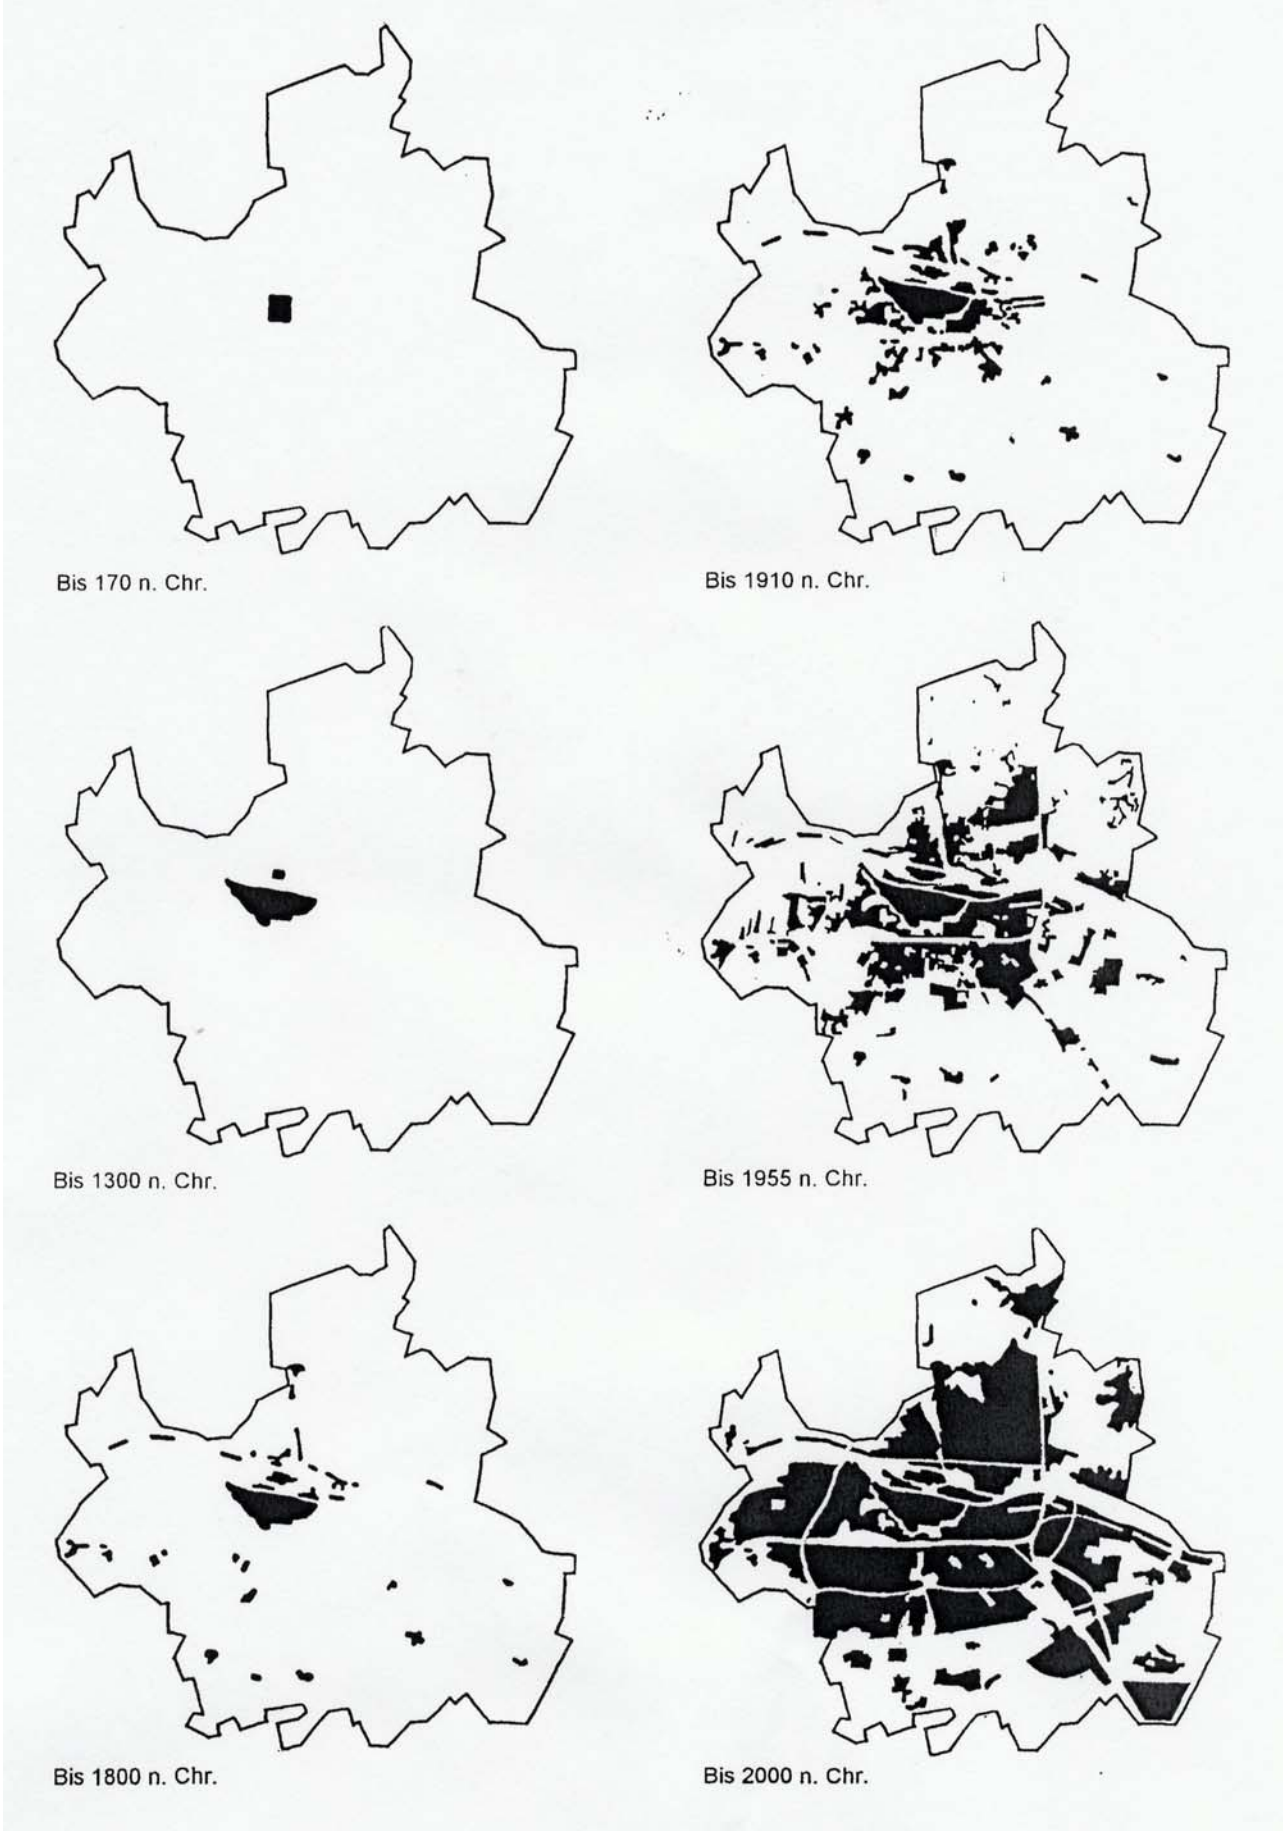 Bis 170 n. Chr.
Bis 1910 n. Chr.
Bis 1300 n. Chr.
Bis 1955 n. Chr.
Bis 1800 n. Chr.
Bis 2000 n. Chr.